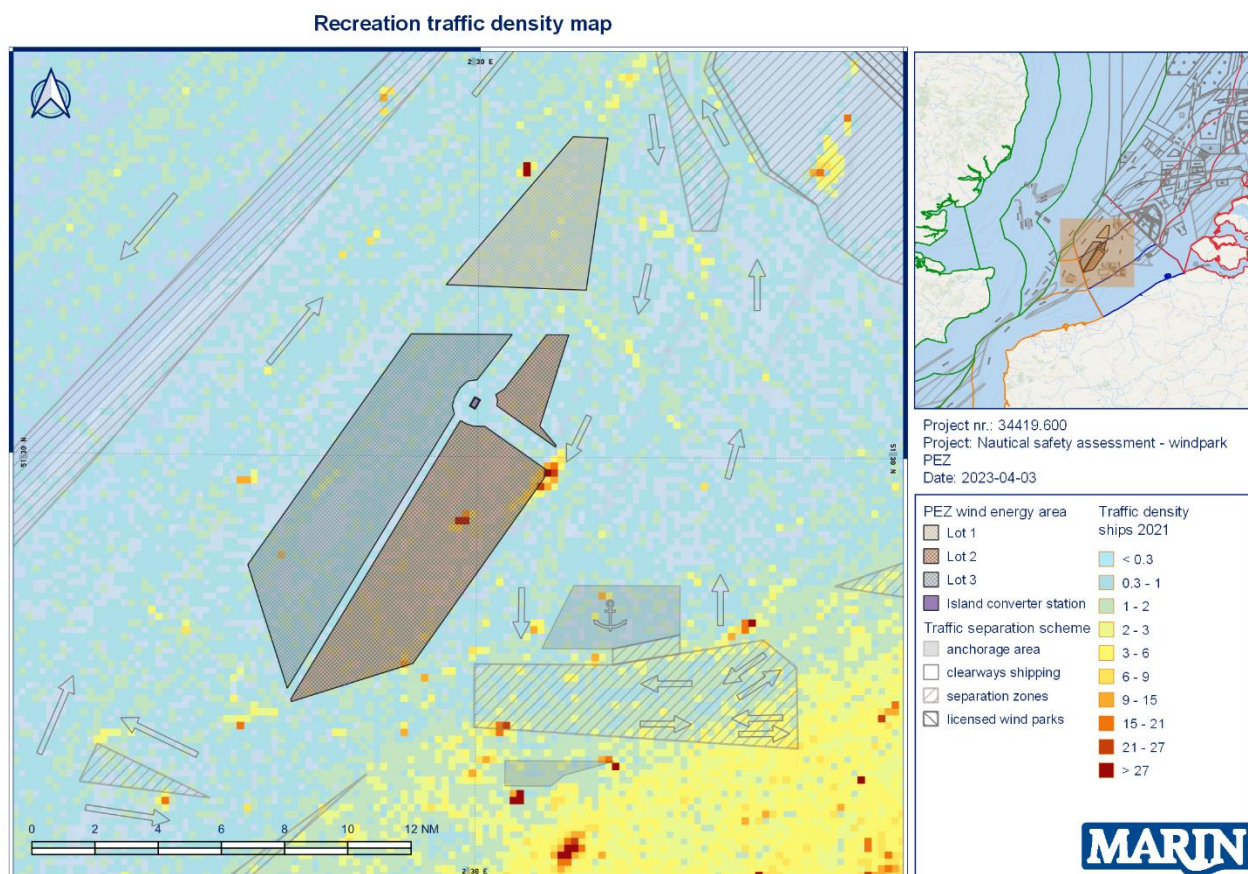 Recreation traffic density map
2°30 E
51°30 N
51°30 N
0 2 4 6 8 10 12 NM
2°30 E
Project nr.: 34419.600
Project: Nautical safety assessment - windpark
PEZ
Date: 2023-04-03
PEZ wind energy area
Lot 1
Lot 2
Lot 3
Island converter station
Traffic separation scheme
anchorage area
clearways shipping
separation zones
licensed wind parks
Traffic density
ships 2021
< 0.3
0.3 - 1
1 - 2
2 - 3
3 - 6
6 - 9
9 - 15
15 - 21
21 - 27
> 27
MARIN